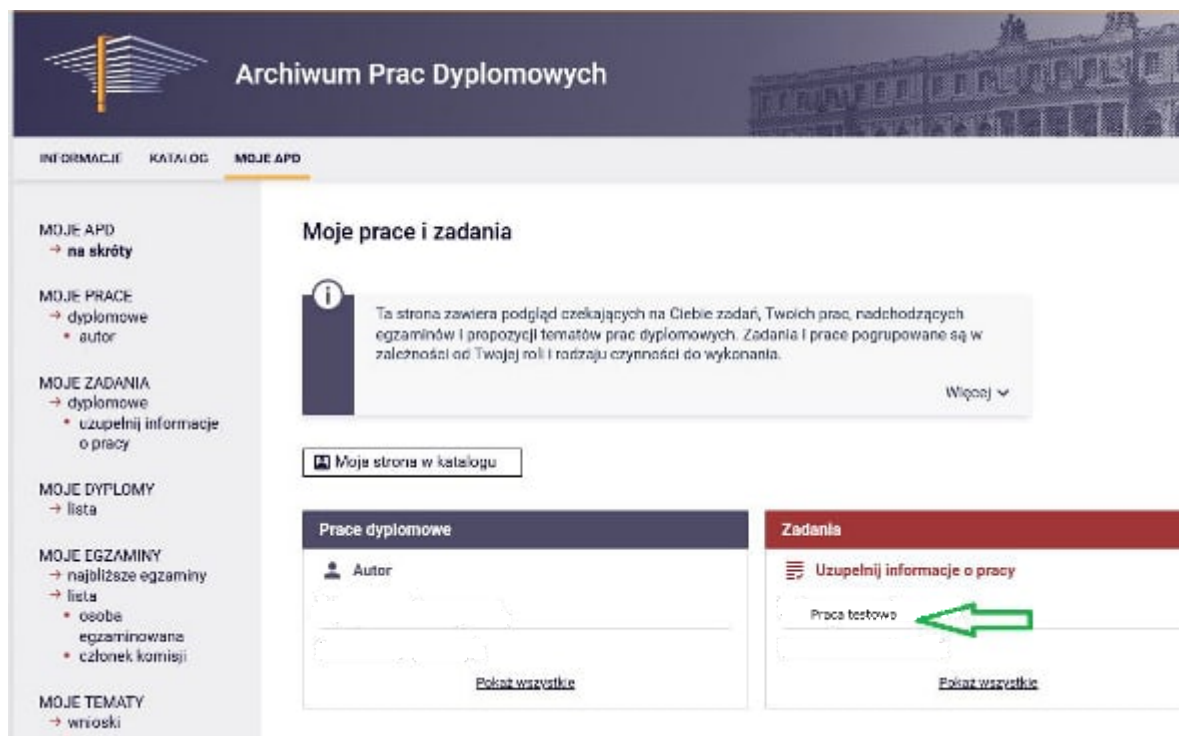 Archiwum Prac Dyplomowych
INFORMACJE KATALOG MOJE APD
MOJE APD
→ na skróty
MOJE PRACE
→ dyplomowe
• autor
MOJE ZADANIA
→ dyplomowe
• uzupełnij informacje
o pracy
MOJE DYPLOMY
→ lista
MOJE EGZAMINY
→ najbliższe egzaminy
→ lista
• osoba
egzaminowana
• członek komisji
MOJE TEMATY
→ wnioski
Moje prace i zadania
Ta strona zawiera podgląd czekających na Ciebie zadań, Twoich prac, nadchodzących
egzaminów i propozycji tematów prac dyplomowych. Zadania i prace pogrupowane są w
zależności od Twojej roli i rodzaju czynności do wykonania.
Więcej
Moja strona w katalogu
Prace dyplomowe
Autor
Pokaż wszystkie
Zadania
Uzupełnij informacje o pracy
Praca testowo
Pokaż wszystkie